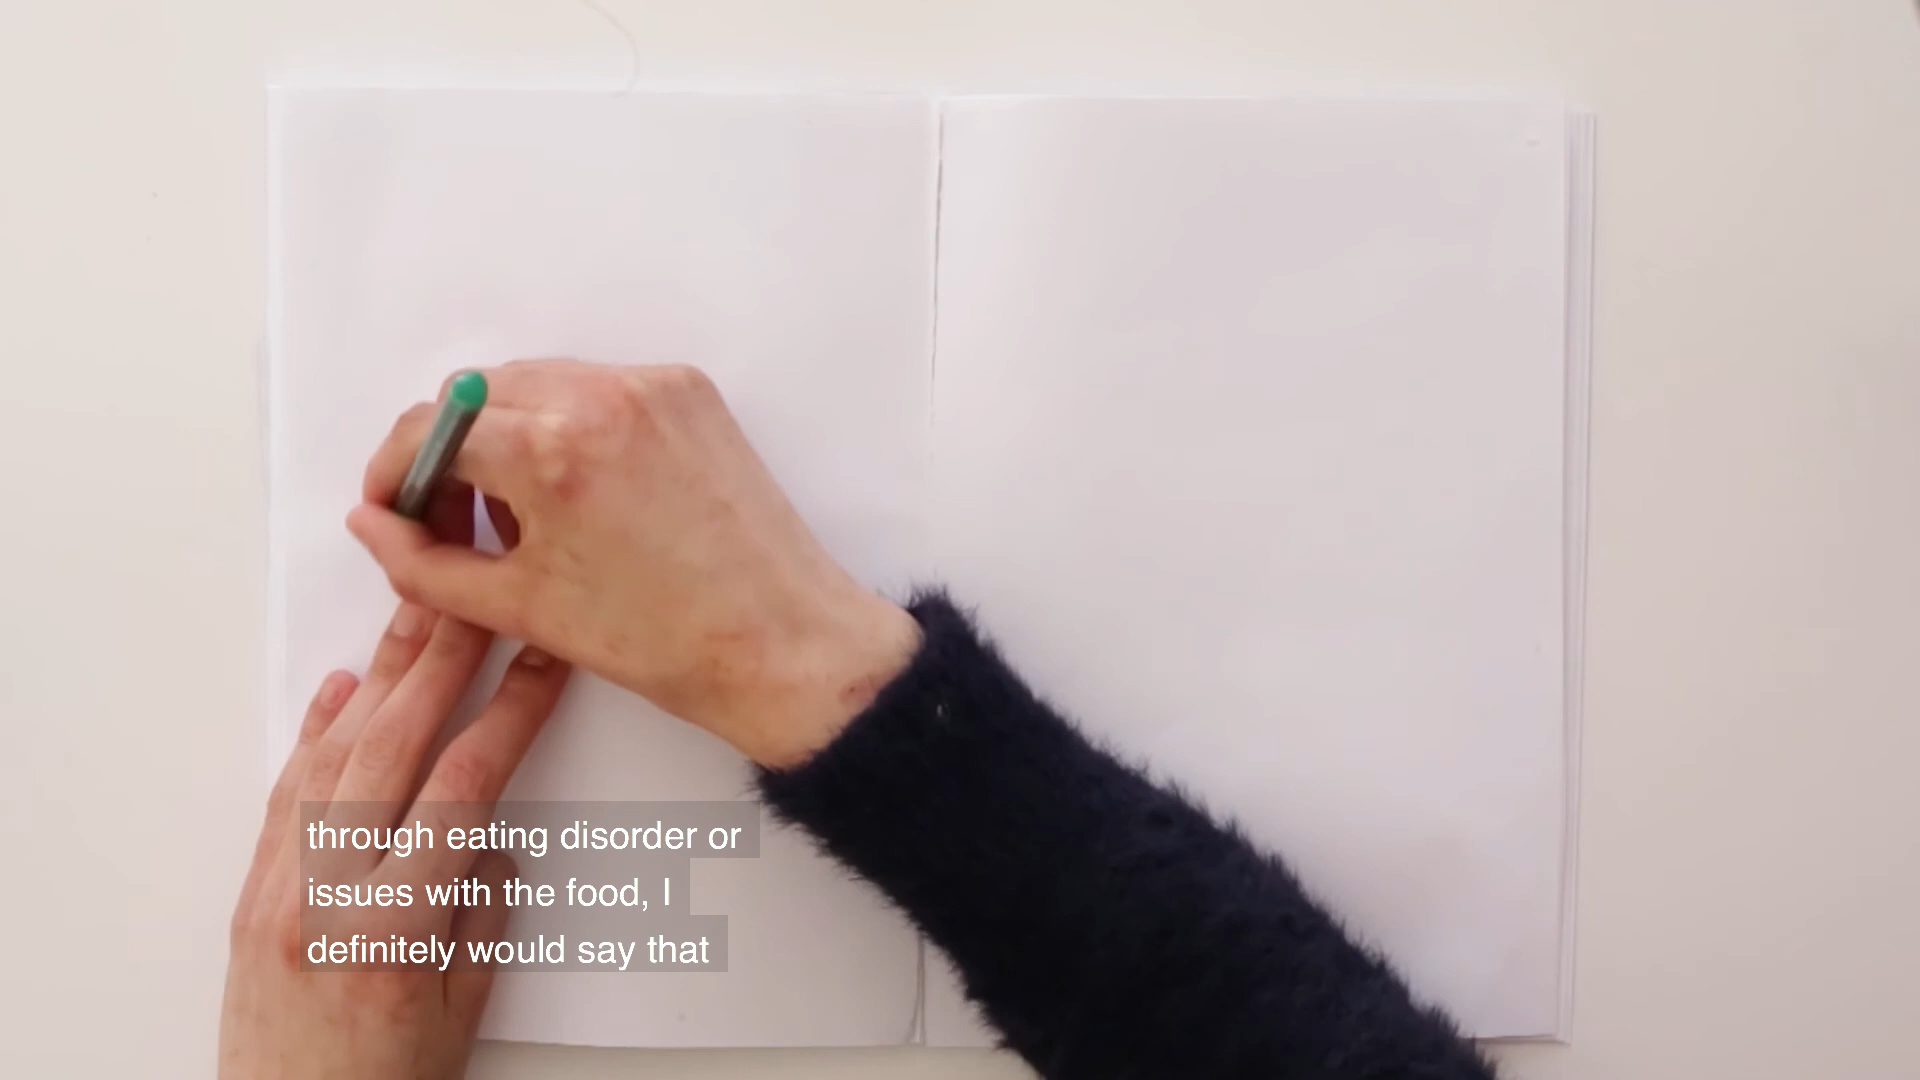 through eating disorder or
issues with the food, I
definitely would say that